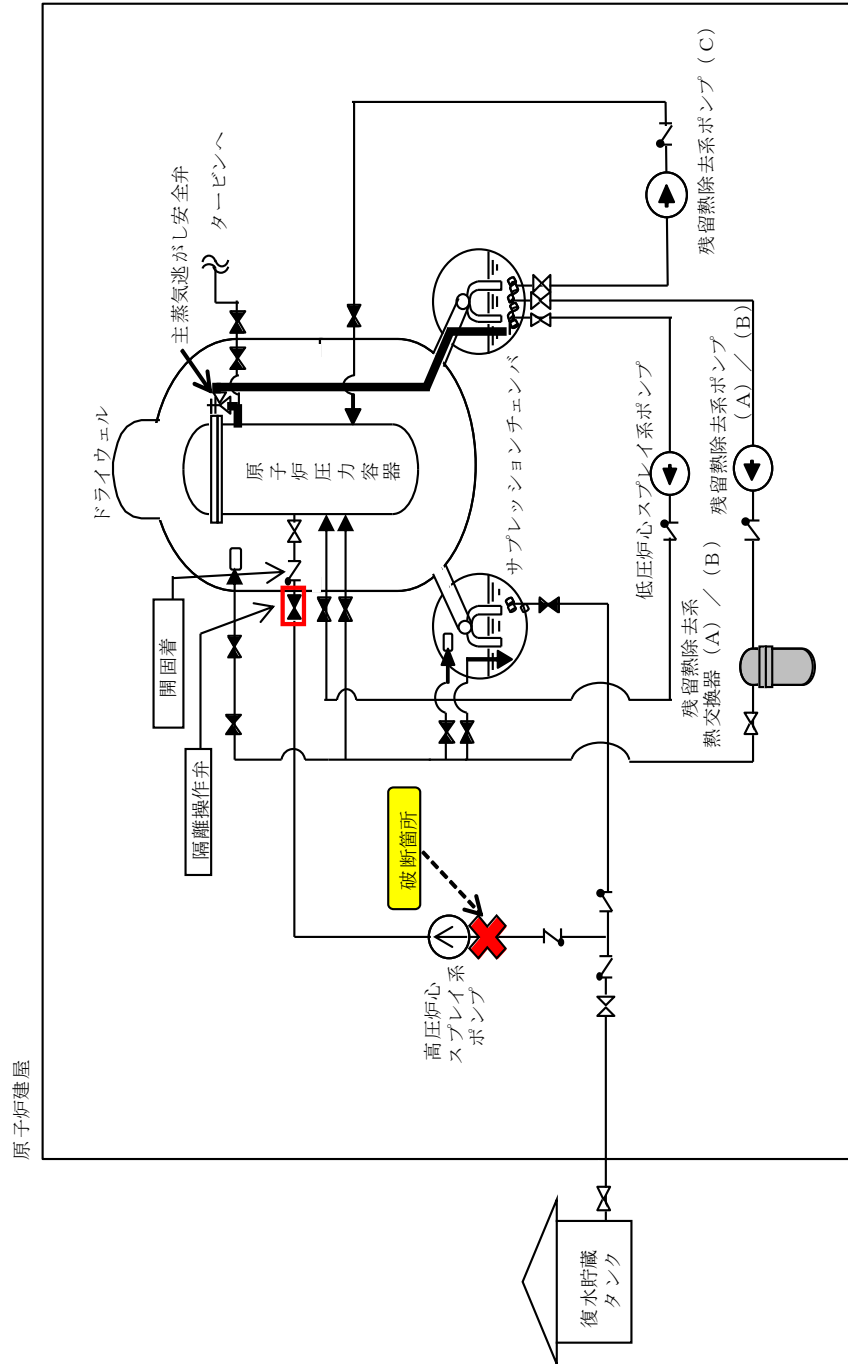 原子炉建屋
ドライウェル
主蒸気逃がし安全弁
タービンへ
開固着
隔離操作弁
原子炉圧力容器
破断箇所
高圧炉心
スプレイ系
ポンプ
サプレッションチェンバ
低圧炉心スプレイ系ポンプ
残留熱除去系ポンプ
(A)/(B)
残留熱除去系ポンプ(C)
残留熱除去系
熱交換器(A)/(B)
復水貯蔵
タンク